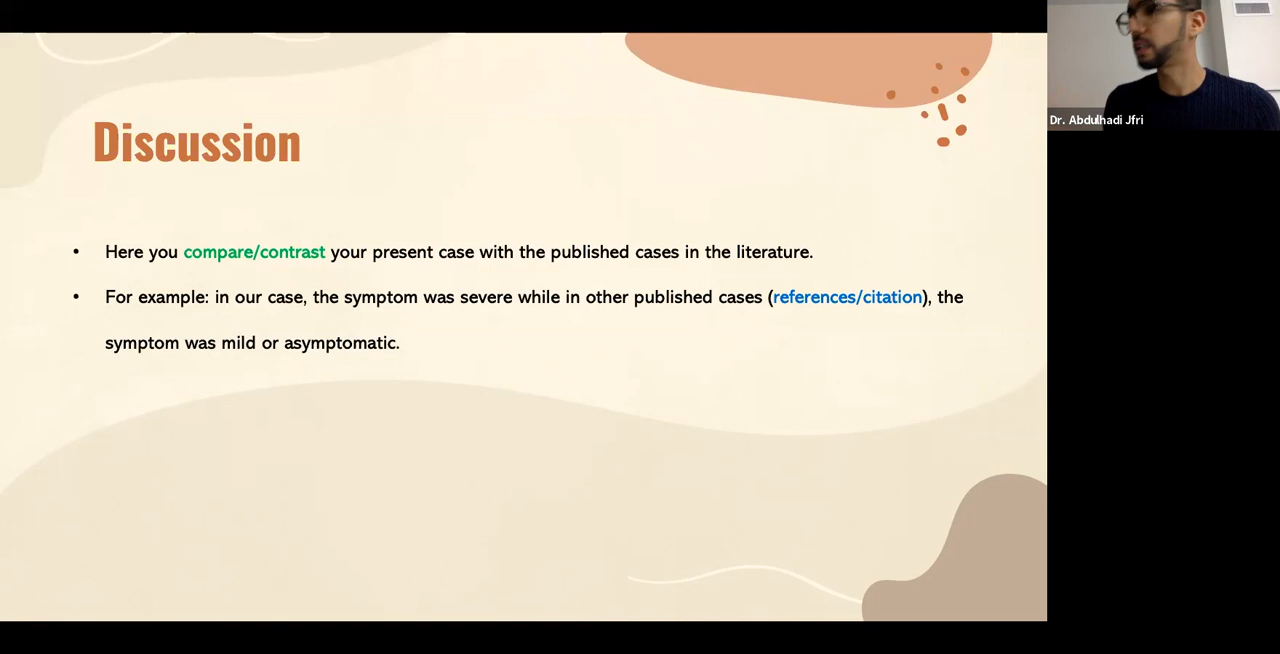 Discussion
• Here you compare/contrast your present case with the published cases in the literature.
• For example: in our case, the symptom was severe while in other published cases (references/citation), the
symptom was mild or asymptomatic.
Dr. Abdulhadi Jfri